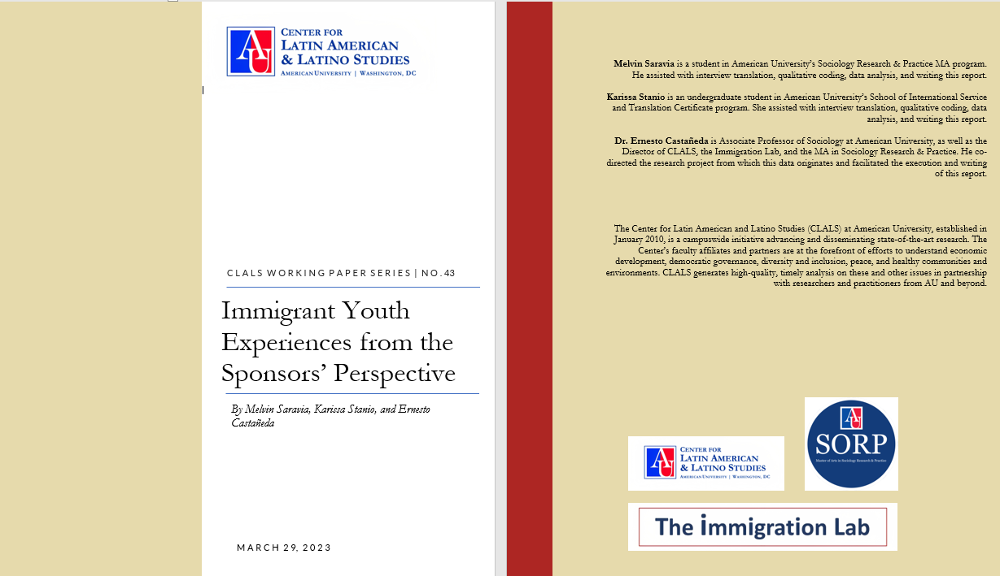 AU
CENTER FOR
LATIN AMERICAN
& LATINO STUDIES
AMERICAN UNIVERSITY | WASHINGTON, DC
CLALS WORKING PAPER SERIES | NO. 43
Immigrant Youth
Experiences from the
Sponsors’ Perspective
By Melvin Saravia, Karissa Stanio, and Ernesto
Castañeda
MARCH 29, 2023
Melvin Saravia is a student in American University’s Sociology Research & Practice MA program.
He assisted with interview translation, qualitative coding, data analysis, and writing this report.
Karissa Stanio is an undergraduate student in American University’s School of International Service
and Translation Certificate program. She assisted with interview translation, qualitative coding, data
analysis, and writing this report.
Dr. Ernesto Castañeda is Associate Professor of Sociology at American University, as well as the
Director of CLALS, the Immigration Lab, and the MA in Sociology Research & Practice. He co-
directed the research project from which this data originates and facilitated the execution and writing
of this report.
The Center for Latin American and Latino Studies (CLALS) at American University, established in
January 2010, is a campuswide initiative advancing and disseminating state-of-the-art research. The
Center’s faculty affiliates and partners are at the forefront of efforts to understand economic
development, democratic governance, diversity and inclusion, peace, and healthy communities and
environments. CLALS generates high-quality, timely analysis on these and other issues in partnership
with researchers and practitioners from AU and beyond.
AU
CENTER FOR
LATIN AMERICAN
& LATINO STUDIES
AMERICAN UNIVERSITY | WASHINGTON, DC
AU
SORP
Master of Arts in Sociology Research & Practice
The immigration Lab